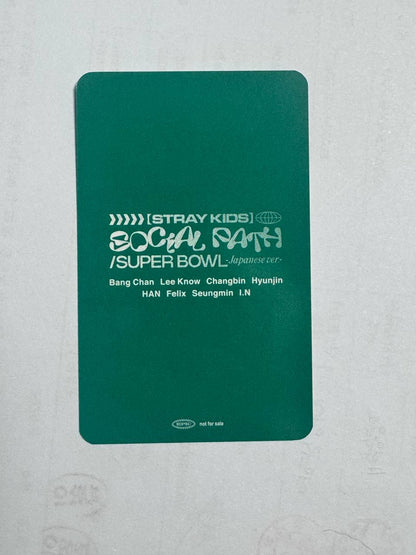 ❯❯❯❯❯[STRAY KIDS]
SOCIAL PATH
/SUPER BOWL -Japanese ver-
Bang Chan Lee Know Changbin Hyunjin
HAN Felix Seungmin I.N
EPIC not for sale